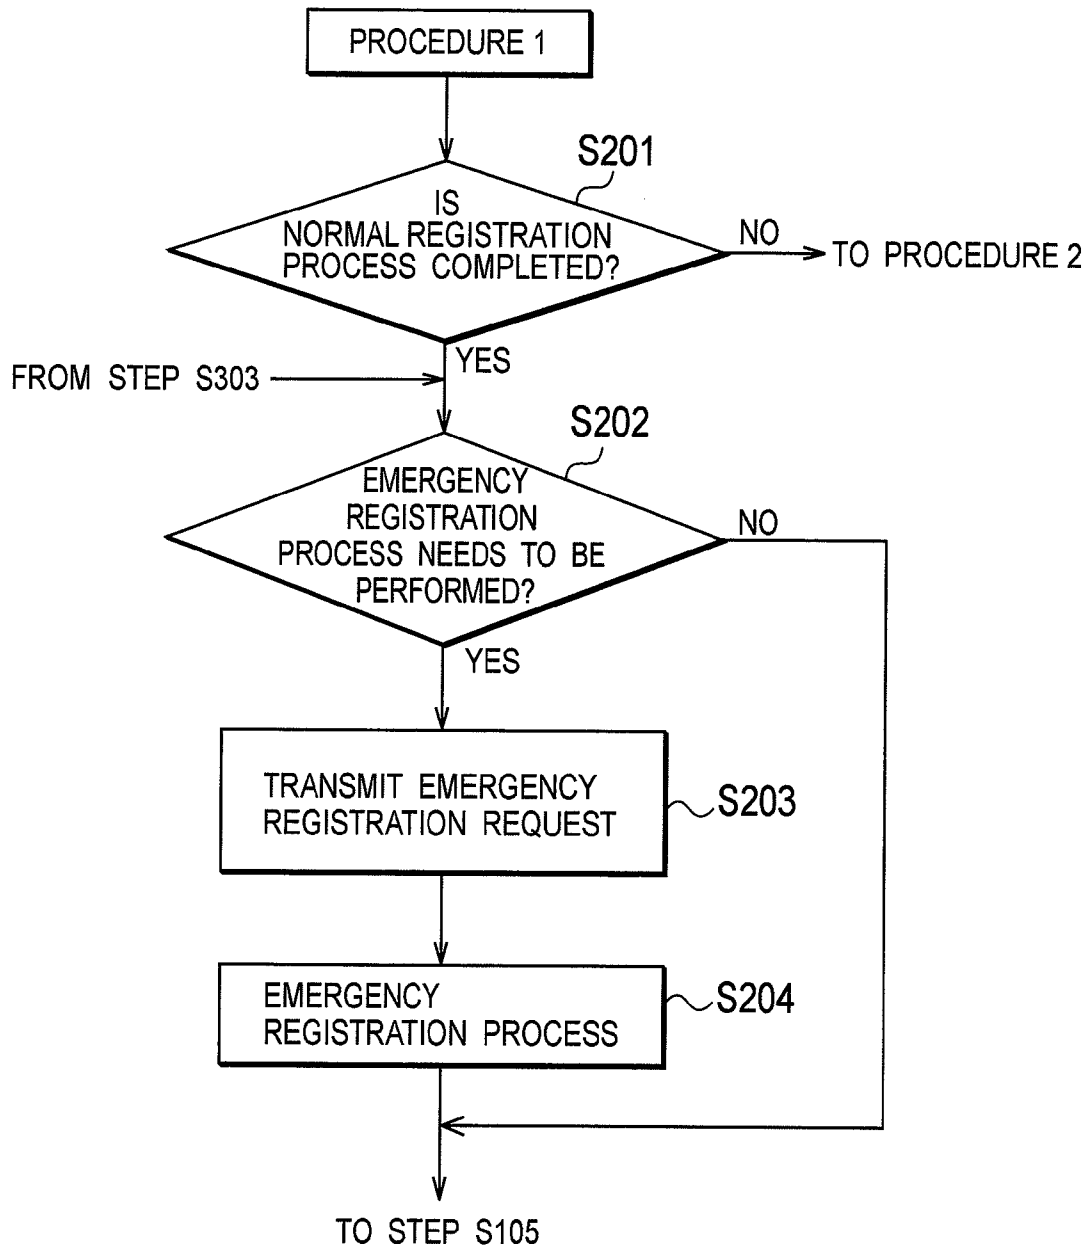 PROCEDURE 1
S201
IS
NORMAL REGISTRATION
PROCESS COMPLETED?
NO
TO PROCEDURE 2
YES
FROM STEP S303
S202
EMERGENCY
REGISTRATION
PROCESS NEEDS TO BE
PERFORMED?
NO
YES
TRANSMIT EMERGENCY
REGISTRATION REQUEST
S203
EMERGENCY
REGISTRATION PROCESS
S204
TO STEP S105